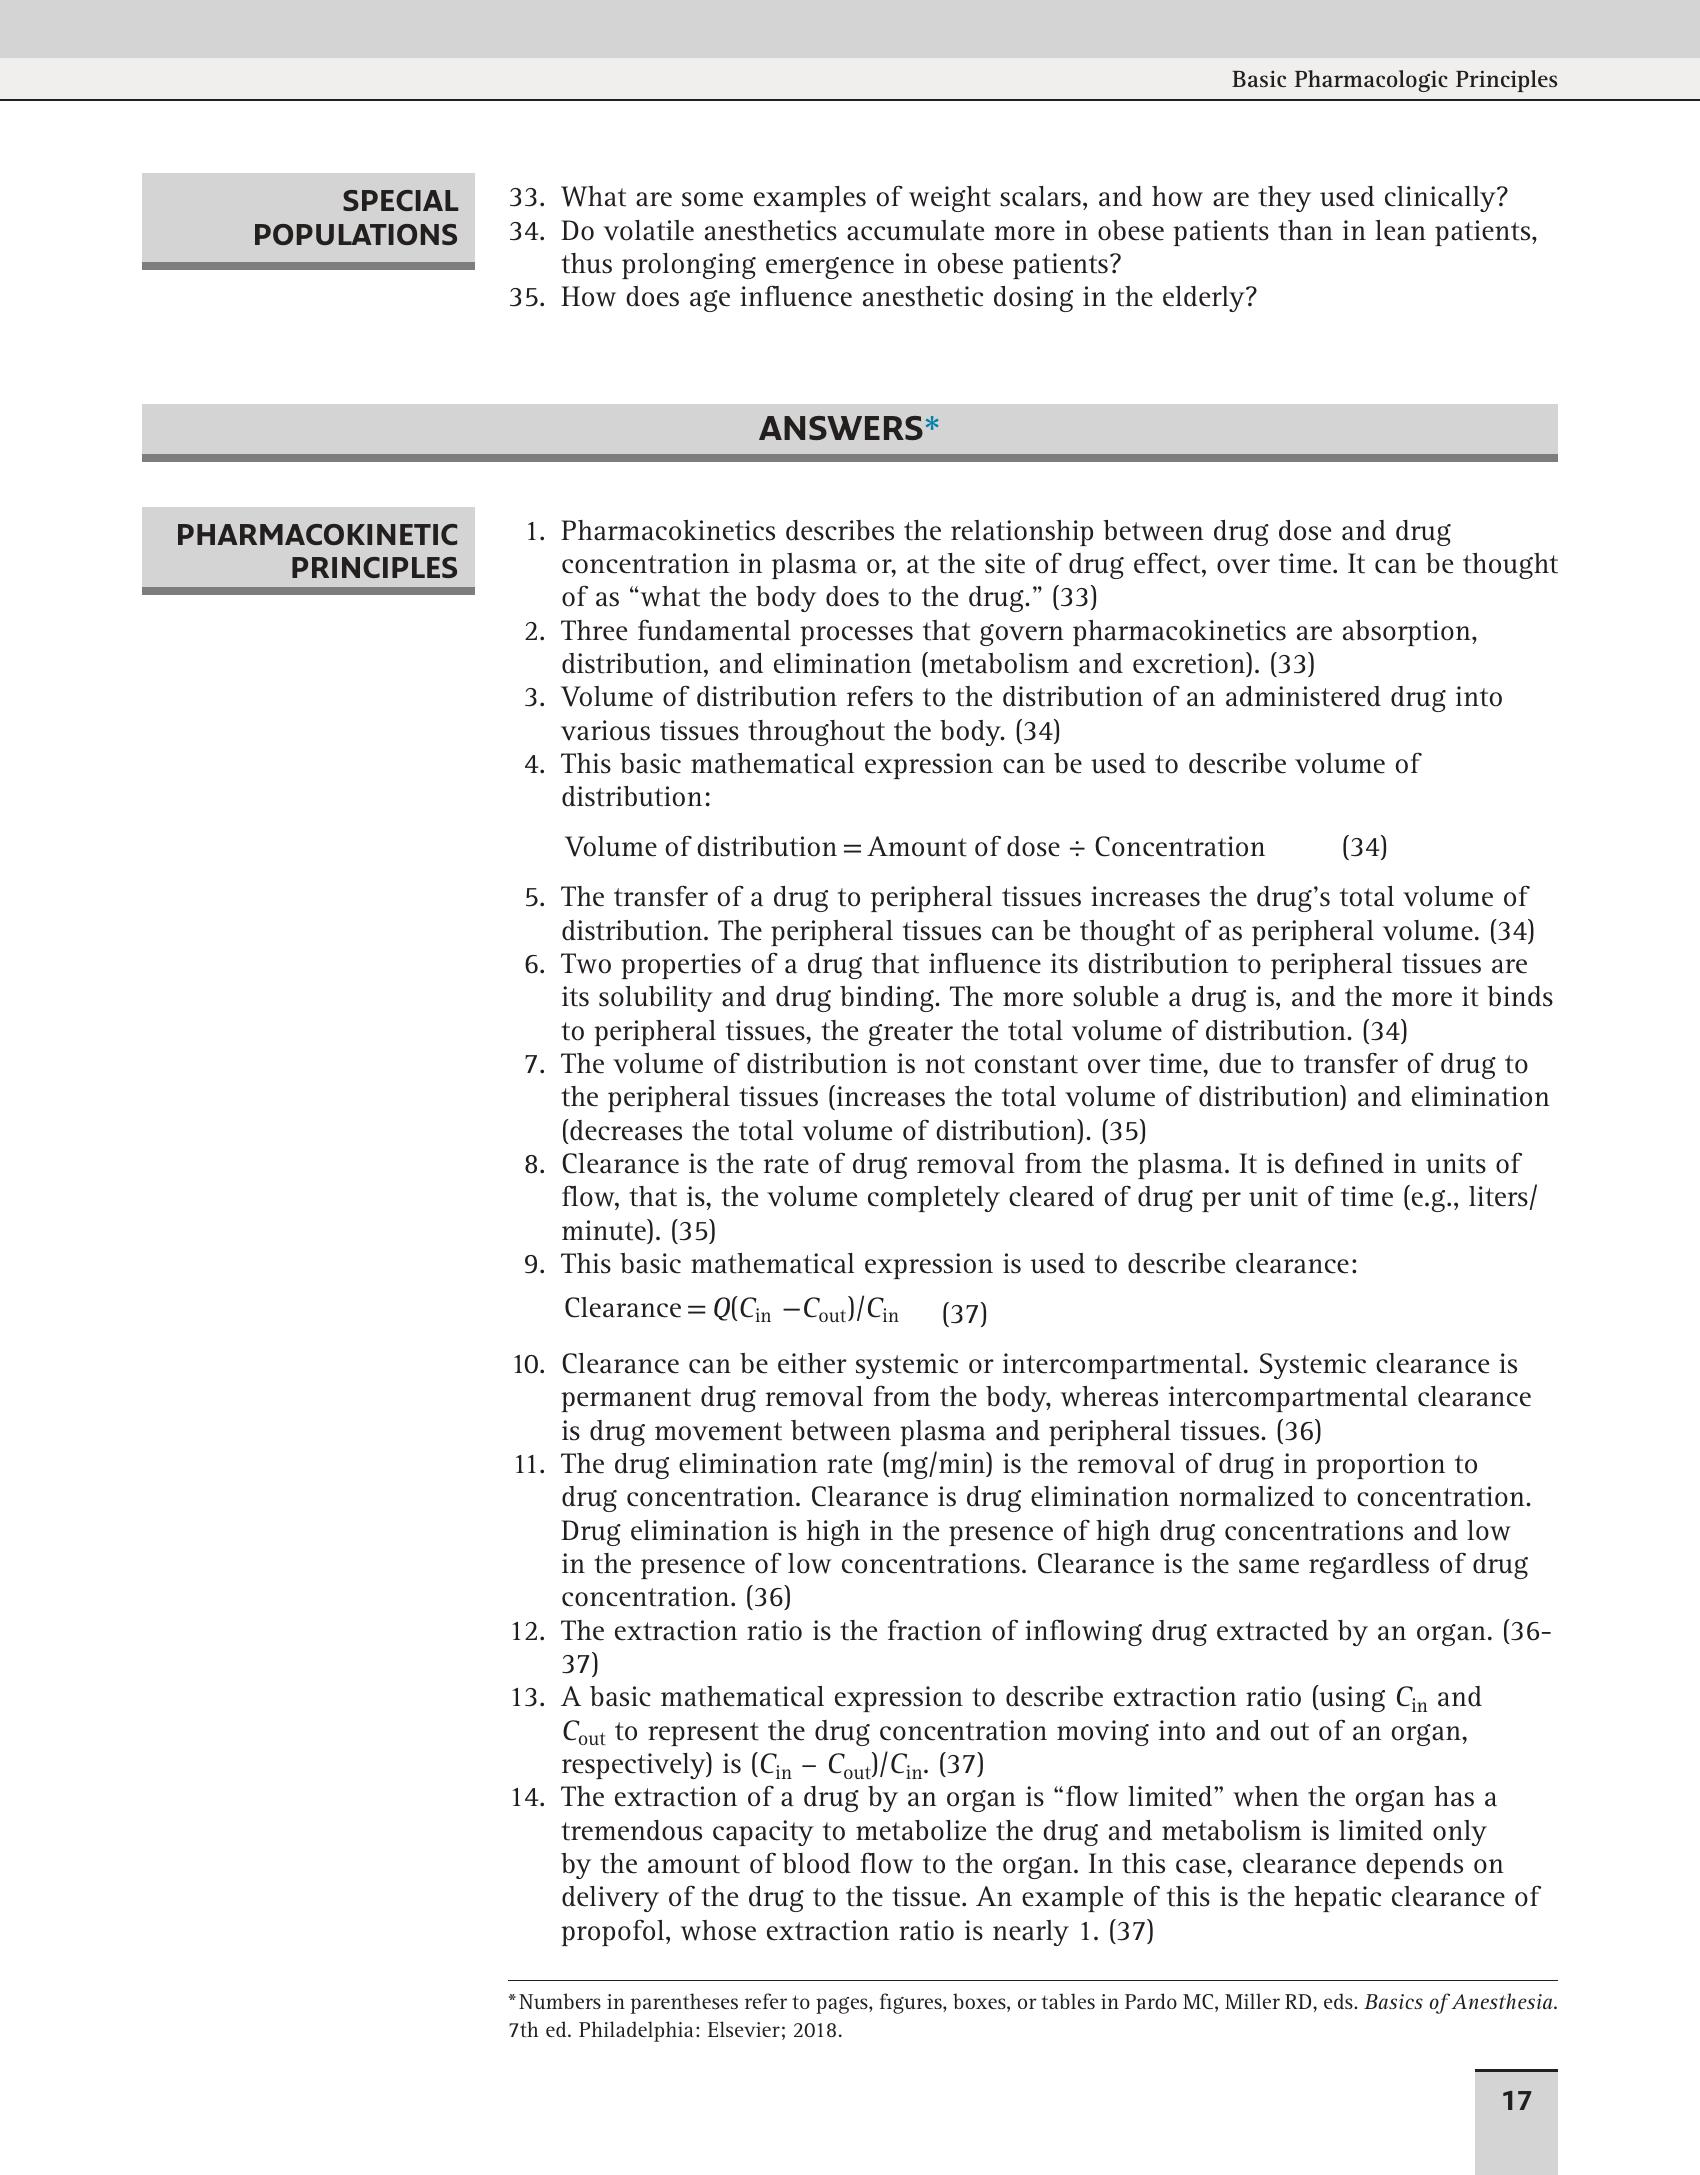 Basic Pharmacologic Principles
SPECIAL
POPULATIONS
33. What are some examples of weight scalars, and how are they used clinically?
34. Do volatile anesthetics accumulate more in obese patients than in lean patients,
thus prolonging emergence in obese patients?
35. How does age influence anesthetic dosing in the elderly?
ANSWERS*
PHARMACOKINETIC
PRINCIPLES
1. Pharmacokinetics describes the relationship between drug dose and drug
concentration in plasma or, at the site of drug effect, over time. It can be thought
of as “what the body does to the drug.” (33)
2. Three fundamental processes that govern pharmacokinetics are absorption,
distribution, and elimination (metabolism and excretion). (33)
3. Volume of distribution refers to the distribution of an administered drug into
various tissues throughout the body. (34)
4. This basic mathematical expression can be used to describe volume of
distribution:
Volume of distribution = Amount of dose ÷ Concentration (34)
5. The transfer of a drug to peripheral tissues increases the drug’s total volume of
distribution. The peripheral tissues can be thought of as peripheral volume. (34)
6. Two properties of a drug that influence its distribution to peripheral tissues are
its solubility and drug binding. The more soluble a drug is, and the more it binds
to peripheral tissues, the greater the total volume of distribution. (34)
7. The volume of distribution is not constant over time, due to transfer of drug to
the peripheral tissues (increases the total volume of distribution) and elimination
(decreases the total volume of distribution). (35)
8. Clearance is the rate of drug removal from the plasma. It is defined in units of
flow, that is, the volume completely cleared of drug per unit of time (e.g., liters/
minute). (35)
9. This basic mathematical expression is used to describe clearance:
Clearance = Q(Cin − Cout)/Cin (37)
10. Clearance can be either systemic or intercompartmental. Systemic clearance is
permanent drug removal from the body, whereas intercompartmental clearance
is drug movement between plasma and peripheral tissues. (36)
11. The drug elimination rate (mg/min) is the removal of drug in proportion to
drug concentration. Clearance is drug elimination normalized to concentration.
Drug elimination is high in the presence of high drug concentrations and low
in the presence of low concentrations. Clearance is the same regardless of drug
concentration. (36)
12. The extraction ratio is the fraction of inflowing drug extracted by an organ. (36-
37)
13. A basic mathematical expression to describe extraction ratio (using Cin and
Cout to represent the drug concentration moving into and out of an organ,
respectively) is (Cin – Cout)/Cin. (37)
14. The extraction of a drug by an organ is “flow limited” when the organ has a
tremendous capacity to metabolize the drug and metabolism is limited only
by the amount of blood flow to the organ. In this case, clearance depends on
delivery of the drug to the tissue. An example of this is the hepatic clearance of
propofol, whose extraction ratio is nearly 1. (37)
*Numbers in parentheses refer to pages, figures, boxes, or tables in Pardo MC, Miller RD, eds. Basics of Anesthesia.
7th ed. Philadelphia: Elsevier; 2018.
17